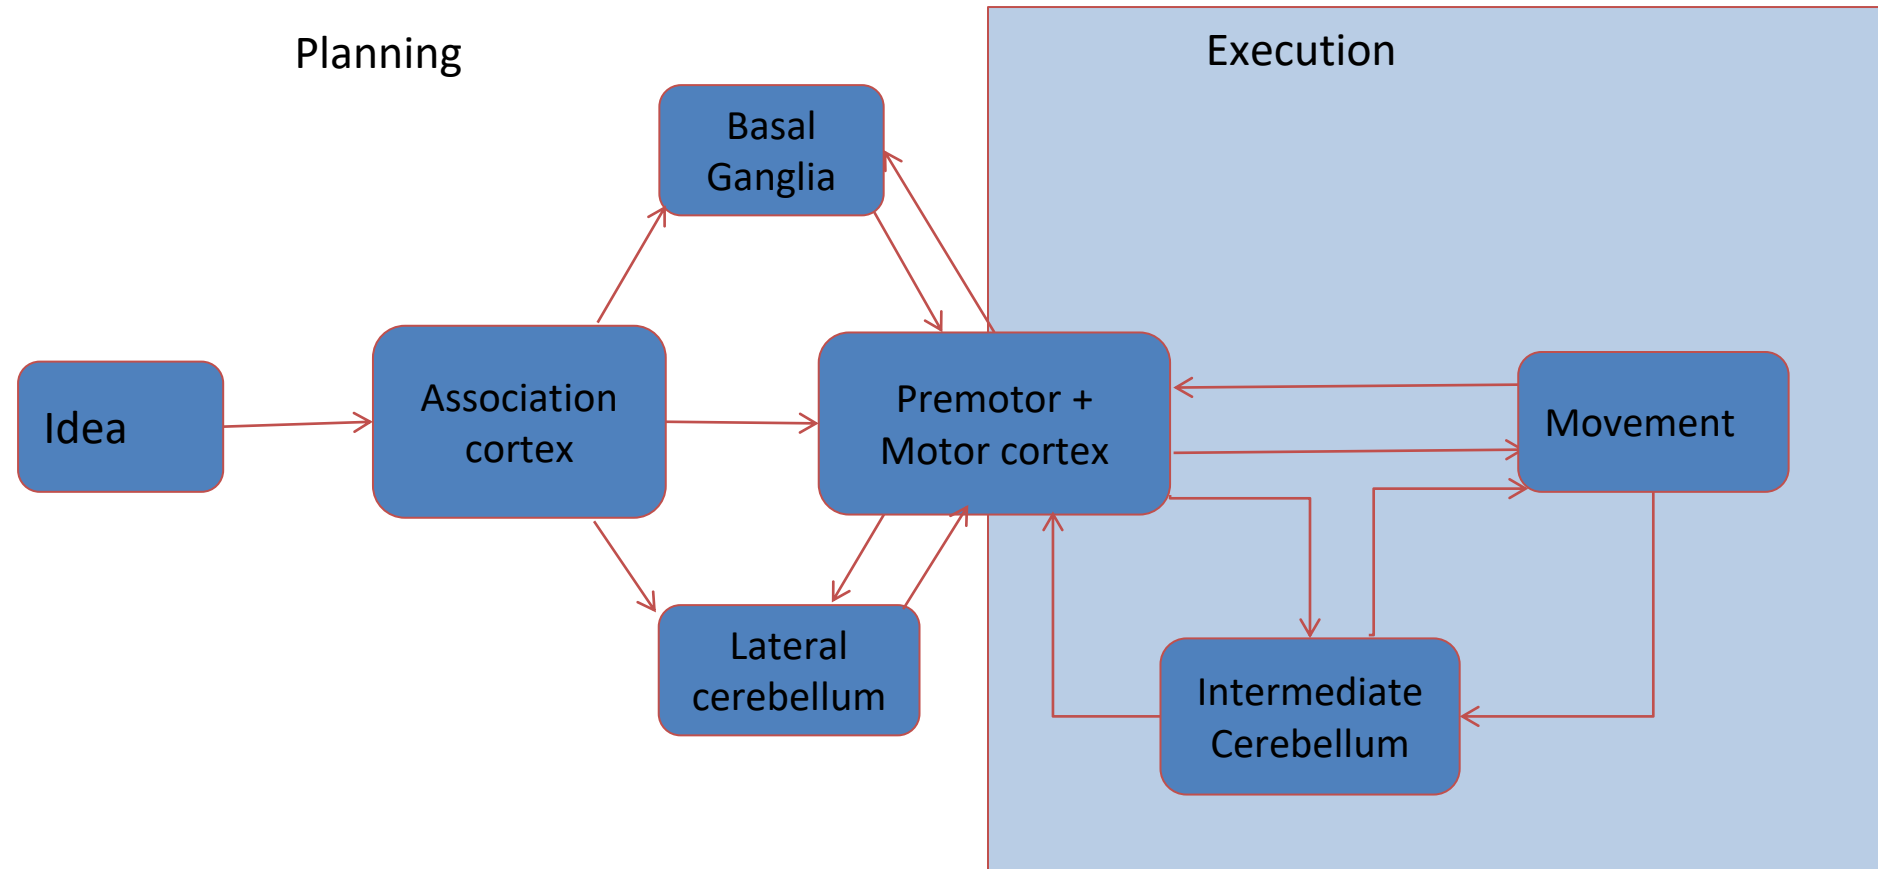 Planning
Execution
Basal
Ganglia
Idea
Association
cortex
Premotor +
Motor cortex
Movement
Lateral
cerebellum
Intermediate
Cerebellum